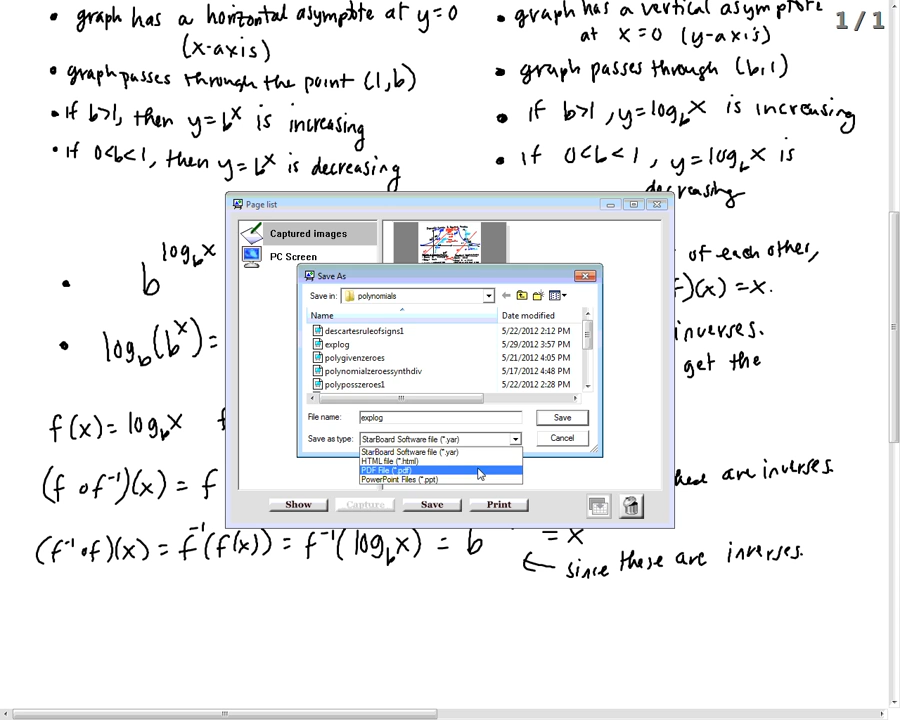 graph has a horizontal asymptote at y=0
(x-axis)
• graph passes through the point (1,b)
• if b>1, then y=b^x is increasing
• if 0<b<1, then y=b^x is decreasing
• graph has a vertical asymptote
at x=0 (y-axis)
• graph passes through (b,1)
• if b>1, y=log_b x is increasing
• if 0<b<1, y=log_b x is
decreasing
1/1
• b^log_b x
of each other,
)(x) = x.
• log_b(b^x) =
inverses.
get the
f(x) = log_b x f
(f o f^-1)(x) = f
are inverses.
(f^-1 o f)(x) = f^-1(f(x)) = f^-1(log_b x) = b = x
← since these are inverses.
Page list
Captured images
PC Screen
Save As
Save in: polynomials
Name Date modified
descartesruleofsigns1 5/22/2012 2:12 PM
explog 5/29/2012 3:57 PM
polygivenzeroes 5/21/2012 4:05 PM
polynomialzeroessynthdiv 5/17/2012 4:48 PM
polyposszeroes1 5/22/2012 2:28 PM
File name: explog Save
Save as type: StarBoard Software file (*.yar) Cancel
StarBoard Software file (*.yar)
HTML file (*.html)
PDF File (*.pdf)
PowerPoint Files (*.ppt)
Show Capture Save Print